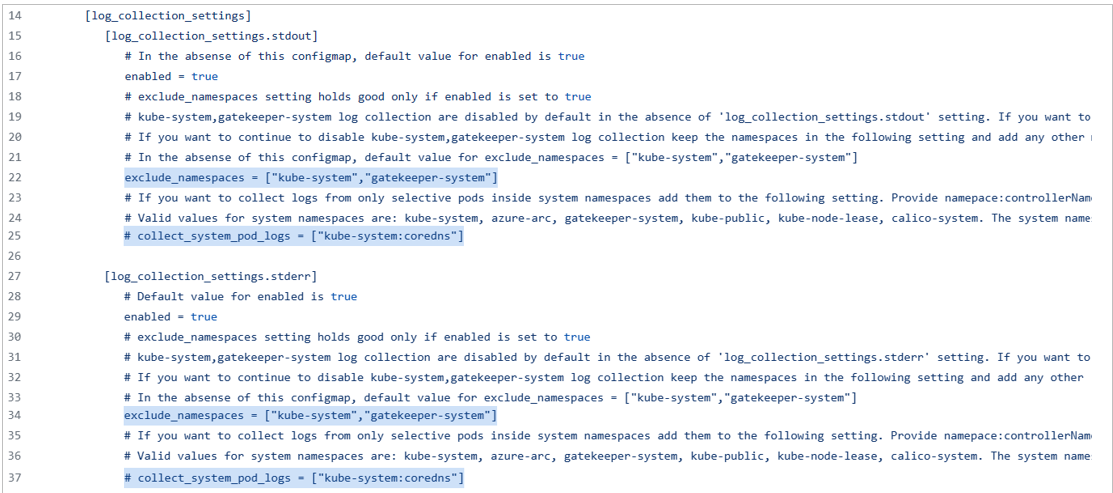 14 [log_collection_settings]
15 [log_collection_settings.stdout]
16 # In the absense of this configmap, default value for enabled is true
17 enabled = true
18 # exclude_namespaces setting holds good only if enabled is set to true
19 # kube-system,gatekeeper-system log collection are disabled by default in the absence of 'log_collection_settings.stdout' setting. If you want to
20 # If you want to continue to disable kube-system,gatekeeper-system log collection keep the namespaces in the following setting and add any other
21 # In the absense of this configmap, default value for exclude_namespaces = ["kube-system","gatekeeper-system"]
22 exclude_namespaces = ["kube-system","gatekeeper-system"]
23 # If you want to collect logs from only selective pods inside system namespaces add them to the following setting. Provide namepace:controllerNam
24 # Valid values for system namespaces are: kube-system, azure-arc, gatekeeper-system, kube-public, kube-node-lease, calico-system. The system names
25 # collect_system_pod_logs = ["kube-system:coredns"]
26
27 [log_collection_settings.stderr]
28 # Default value for enabled is true
29 enabled = true
30 # exclude_namespaces setting holds good only if enabled is set to true
31 # kube-system,gatekeeper-system log collection are disabled by default in the absence of 'log_collection_settings.stderr' setting. If you want to
32 # If you want to continue to disable kube-system,gatekeeper-system log collection keep the namespaces in the following setting and add any other
33 # In the absense of this configmap, default value for exclude_namespaces = ["kube-system","gatekeeper-system"]
34 exclude_namespaces = ["kube-system","gatekeeper-system"]
35 # If you want to collect logs from only selective pods inside system namespaces add them to the following setting. Provide namepace:controllerNam
36 # Valid values for system namespaces are: kube-system, azure-arc, gatekeeper-system, kube-public, kube-node-lease, calico-system. The system names
37 # collect_system_pod_logs = ["kube-system:coredns"]